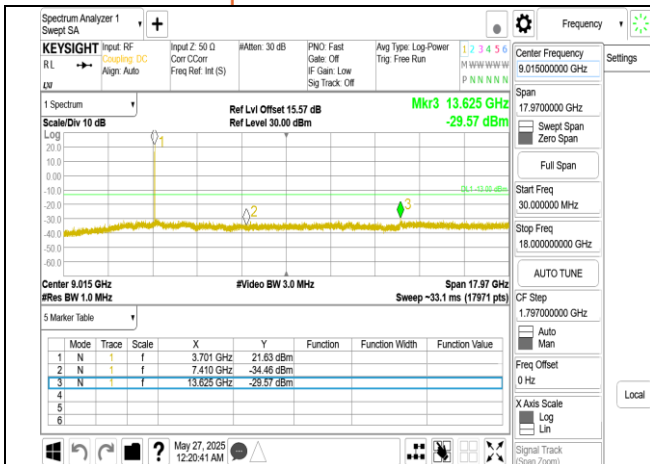 Spectrum Analyzer 1
Swept SA
Frequency
KEYSIGHT
RL
LXI
Input: RF
Coupling: DC
Align: Auto
Input Z: 50 Ω
Corr CCorr
Freq Ref: Int (S)
#Atten: 30 dB
PNO: Fast
Gate: Off
IF Gain: Low
Sig Track: Off
Avg Type: Log-Power
Trig: Free Run
1 2 3 4 5 6
M W W W W W
P N N N N N
1 Spectrum
Scale/Div 10 dB
Ref Lvl Offset 15.57 dB
Ref Level 30.00 dBm
Mkr3 13.625 GHz
-29.57 dBm
Log
20.0
10.0
0.00
-10.0
-20.0
-30.0
-40.0
-50.0
-60.0
1
2
3
DL1 -13.00 dBm
Center 9.015 GHz
#Res BW 1.0 MHz
#Video BW 3.0 MHz
Span 17.97 GHz
Sweep ~33.1 ms (17971 pts)
5 Marker Table
Mode Trace Scale X Y Function Function Width Function Value
1 N 1 f 3.701 GHz 21.63 dBm
2 N 1 f 7.410 GHz -34.46 dBm
3 N 1 f 13.625 GHz -29.57 dBm
4
5
6
May 27, 2025
12:20:41 AM
Center Frequency
9.015000000 GHz
Span
17.9700000 GHz
Swept Span
Zero Span
Full Span
Start Freq
30.000000 MHz
Stop Freq
18.000000000 GHz
AUTO TUNE
CF Step
1.797000000 GHz
Auto
Man
Freq Offset
0 Hz
X Axis Scale
Log
Lin
Signal Track
(Span Zoom)
Settings
Local